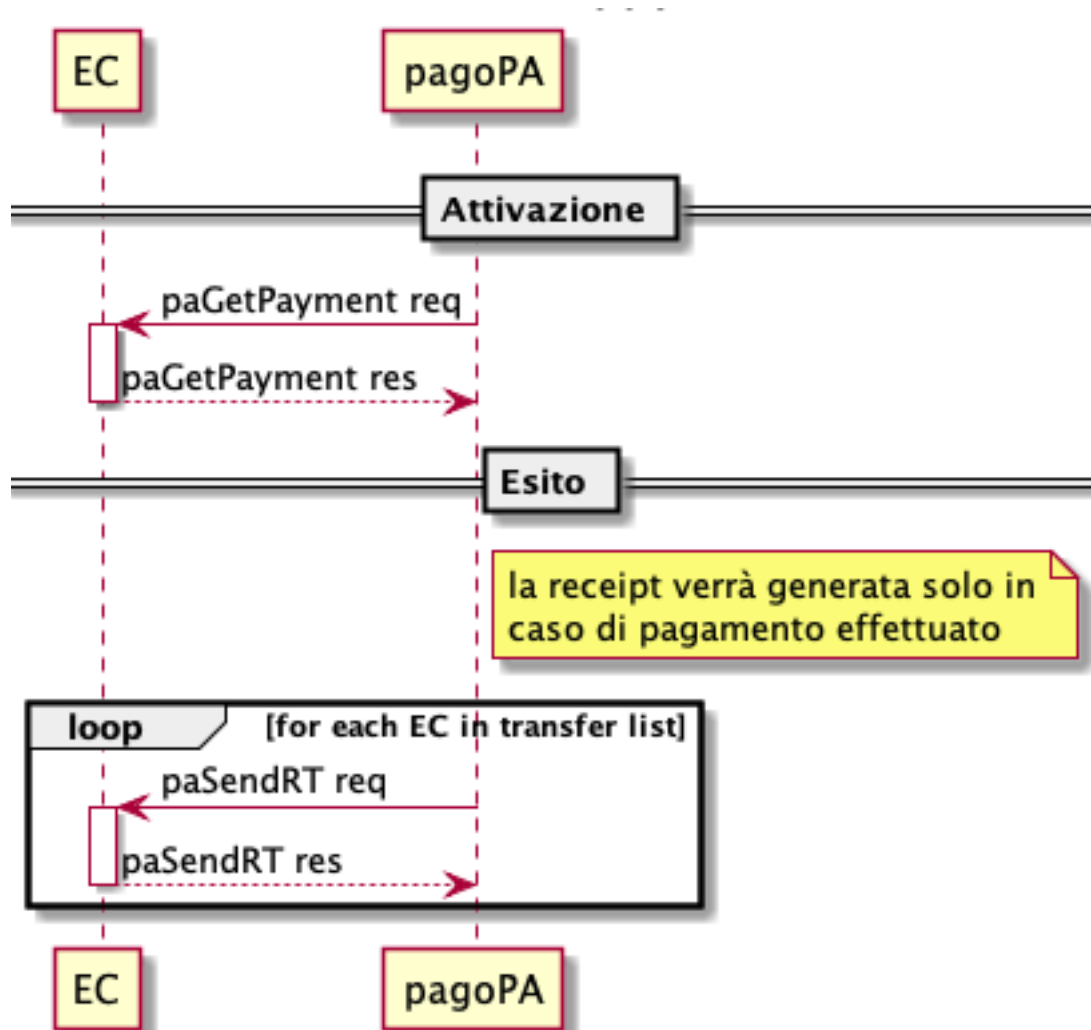 EC
pagoPA
Attivazione
paGetPayment req
paGetPayment res
Esito
la receipt verrà generata solo in
caso di pagamento effettuato
loop [for each EC in transfer list]
paSendRT req
paSendRT res
EC
pagoPA